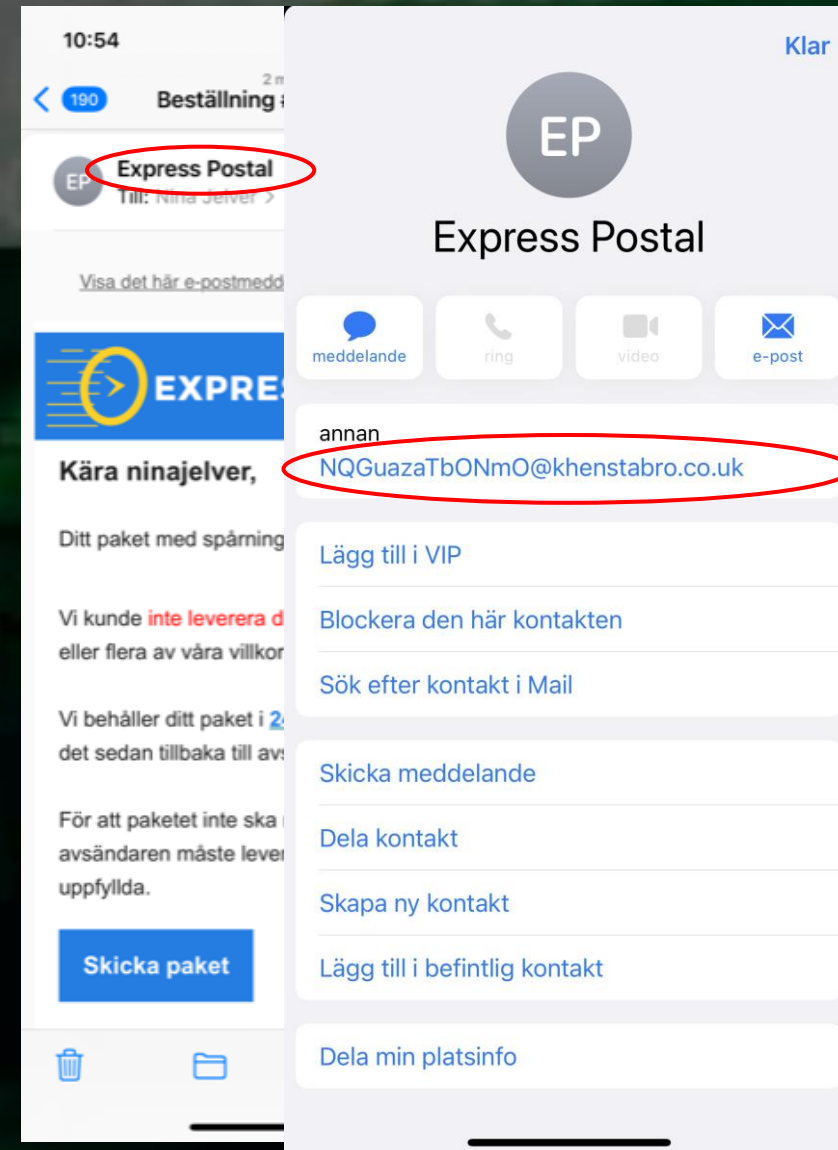 10:54
190
Beställning
EP
Express Postal
Till: Nina Jelver >
Visa det här e-postmedd
EXPRE
Kära ninajelver,
Ditt paket med spårning
Vi kunde inte leverera d
eller flera av våra villkor
Vi behåller ditt paket i 2
det sedan tillbaka till av
För att paketet inte ska
avsändaren måste lever
uppfyllda.
Skicka paket
Klar
EP
Express Postal
meddelande
ring
video
e-post
annan
NQGuazaTbONmO@khenstabro.co.uk
Lägg till i VIP
Blockera den här kontakten
Sök efter kontakt i Mail
Skicka meddelande
Dela kontakt
Skapa ny kontakt
Lägg till i befintlig kontakt
Dela min platsinfo